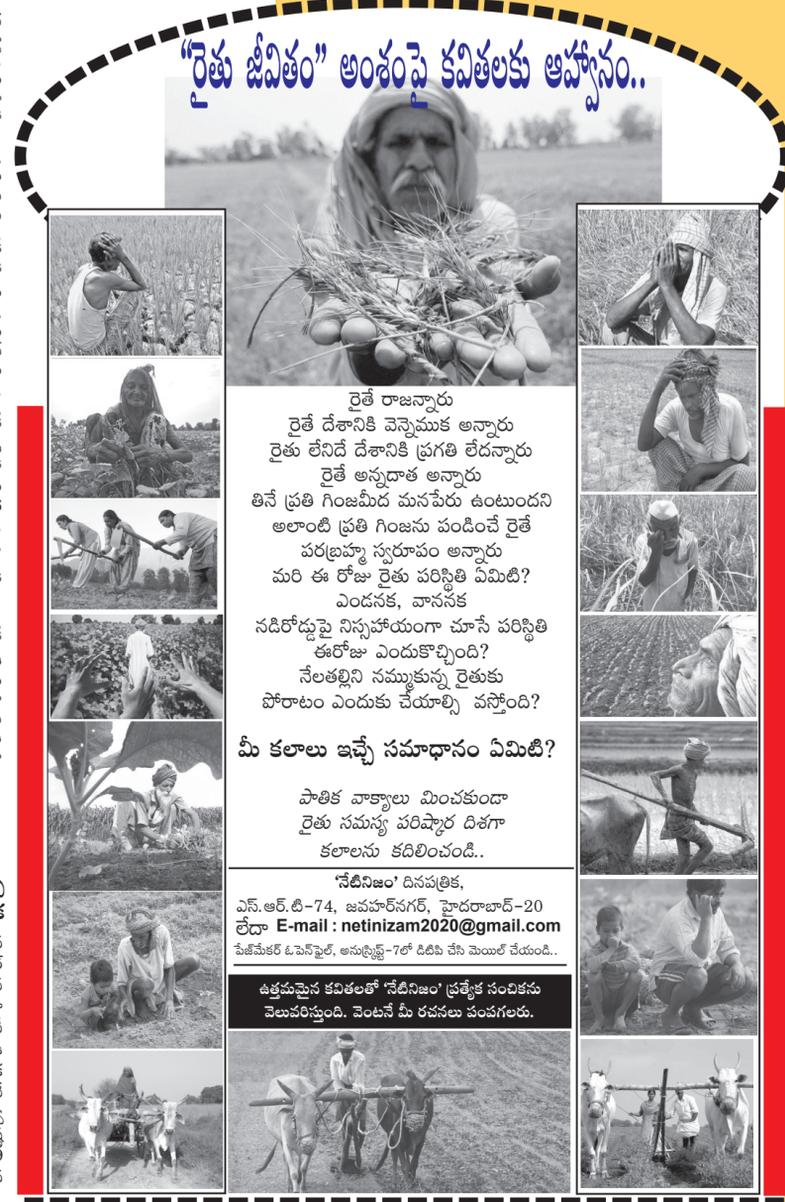 “రైతు జీవితం” అంశంపై కవితలకు ఆహ్వానం..
రైతే రాజన్నారు
రైతే దేశానికి వెన్నెముక అన్నారు
రైతు లేనిదే దేశానికి ప్రగతి లేదన్నారు
రైతే అన్నదాత అన్నారు
తినే ప్రతి గింజమీద మనపేరు ఉంటుందని
అలాంటి ప్రతి గింజను పండించే రైతే
పరబ్రహ్మ స్వరూపం అన్నారు
మరి ఈ రోజు రైతు పరిస్థితి ఏమిటి?
ఎండనక, వాననక
నడిరోడ్డుపై నిస్సహాయంగా చూసే పరిస్థితి
ఈరోజు ఎందుకొచ్చింది?
నేలతల్లిని నమ్ముకున్న రైతుకు
పోరాటం ఎందుకు చేయాల్సి వస్తోంది?
మీ కలాలు ఇచ్చే సమాధానం ఏమిటి?
పాతిక వాక్యాలు మించకుండా
రైతు సమస్య పరిష్కార దిశగా
కలాలను కదిలించండి..
‘నేటినిజం’ దినపత్రిక,
ఎస్.ఆర్.టి-74, జవహర్‌నగర్, హైదరాబాద్-20
లేదా E-mail : netinizam2020@gmail.com
పేజ్‌మేకర్ ఓపెన్‌ఫైల్, అనుస్క్రిప్ట్-7లో డిటిపి చేసి మెయిల్ చేయండి..
ఉత్తమమైన కవితలతో ‘నేటినిజం’ ప్రత్యేక సంచికను
వెలువరిస్తుంది. వెంటనే మీ రచనలు పంపగలరు.